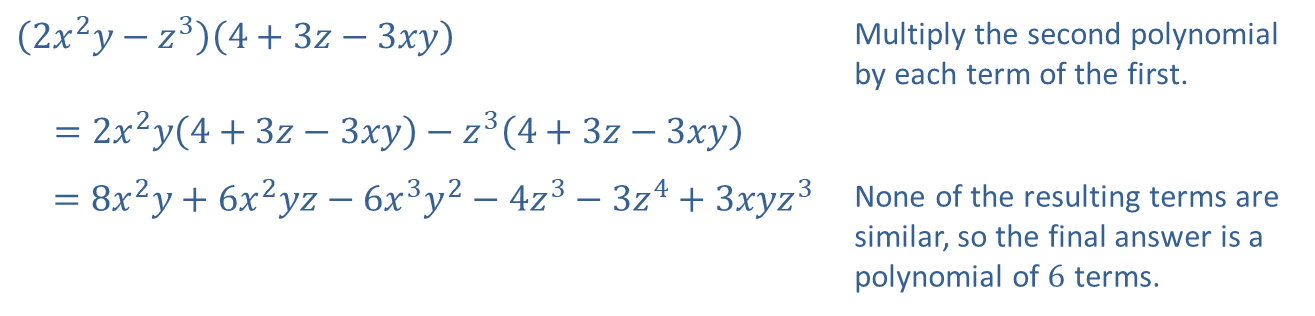 (2x²y − z³)(4 + 3z − 3xy)
Multiply the second polynomial
by each term of the first.
= 2x²y(4 + 3z − 3xy) − z³(4 + 3z − 3xy)
= 8x²y + 6x²yz − 6x³y² − 4z³ − 3z⁴ + 3xyz³
None of the resulting terms are
similar, so the final answer is a
polynomial of 6 terms.